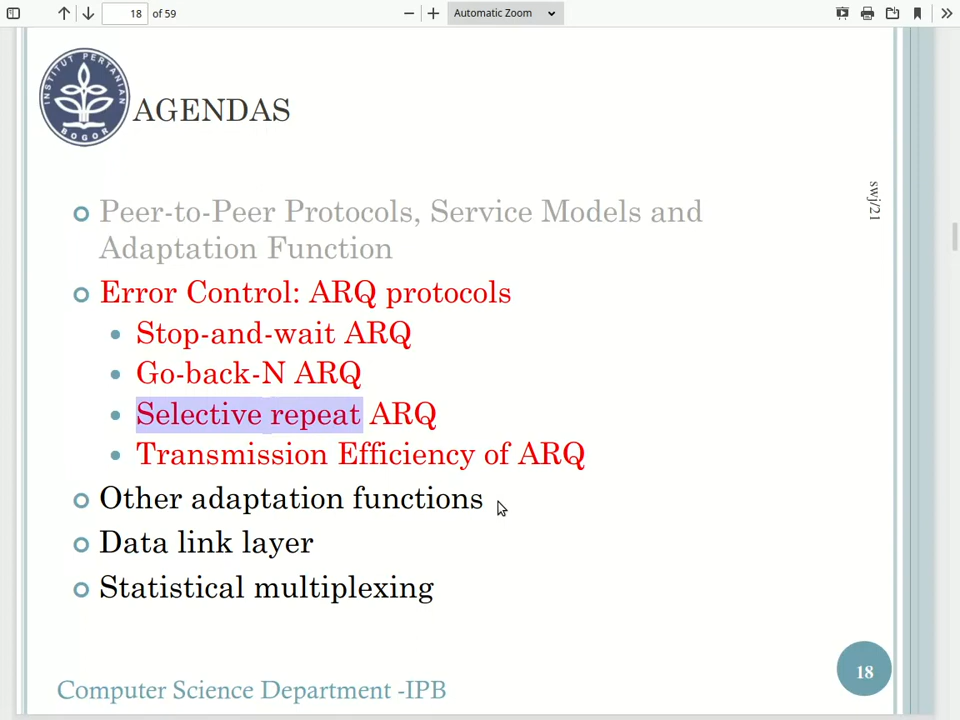 18 of 59
Automatic Zoom
INSTITUT PERTANIAN
BOGOR
AGENDAS
swj/21
Peer-to-Peer Protocols, Service Models and
Adaptation Function
Error Control: ARQ protocols
Stop-and-wait ARQ
Go-back-N ARQ
Selective repeat ARQ
Transmission Efficiency of ARQ
Other adaptation functions
Data link layer
Statistical multiplexing
18
Computer Science Department -IPB